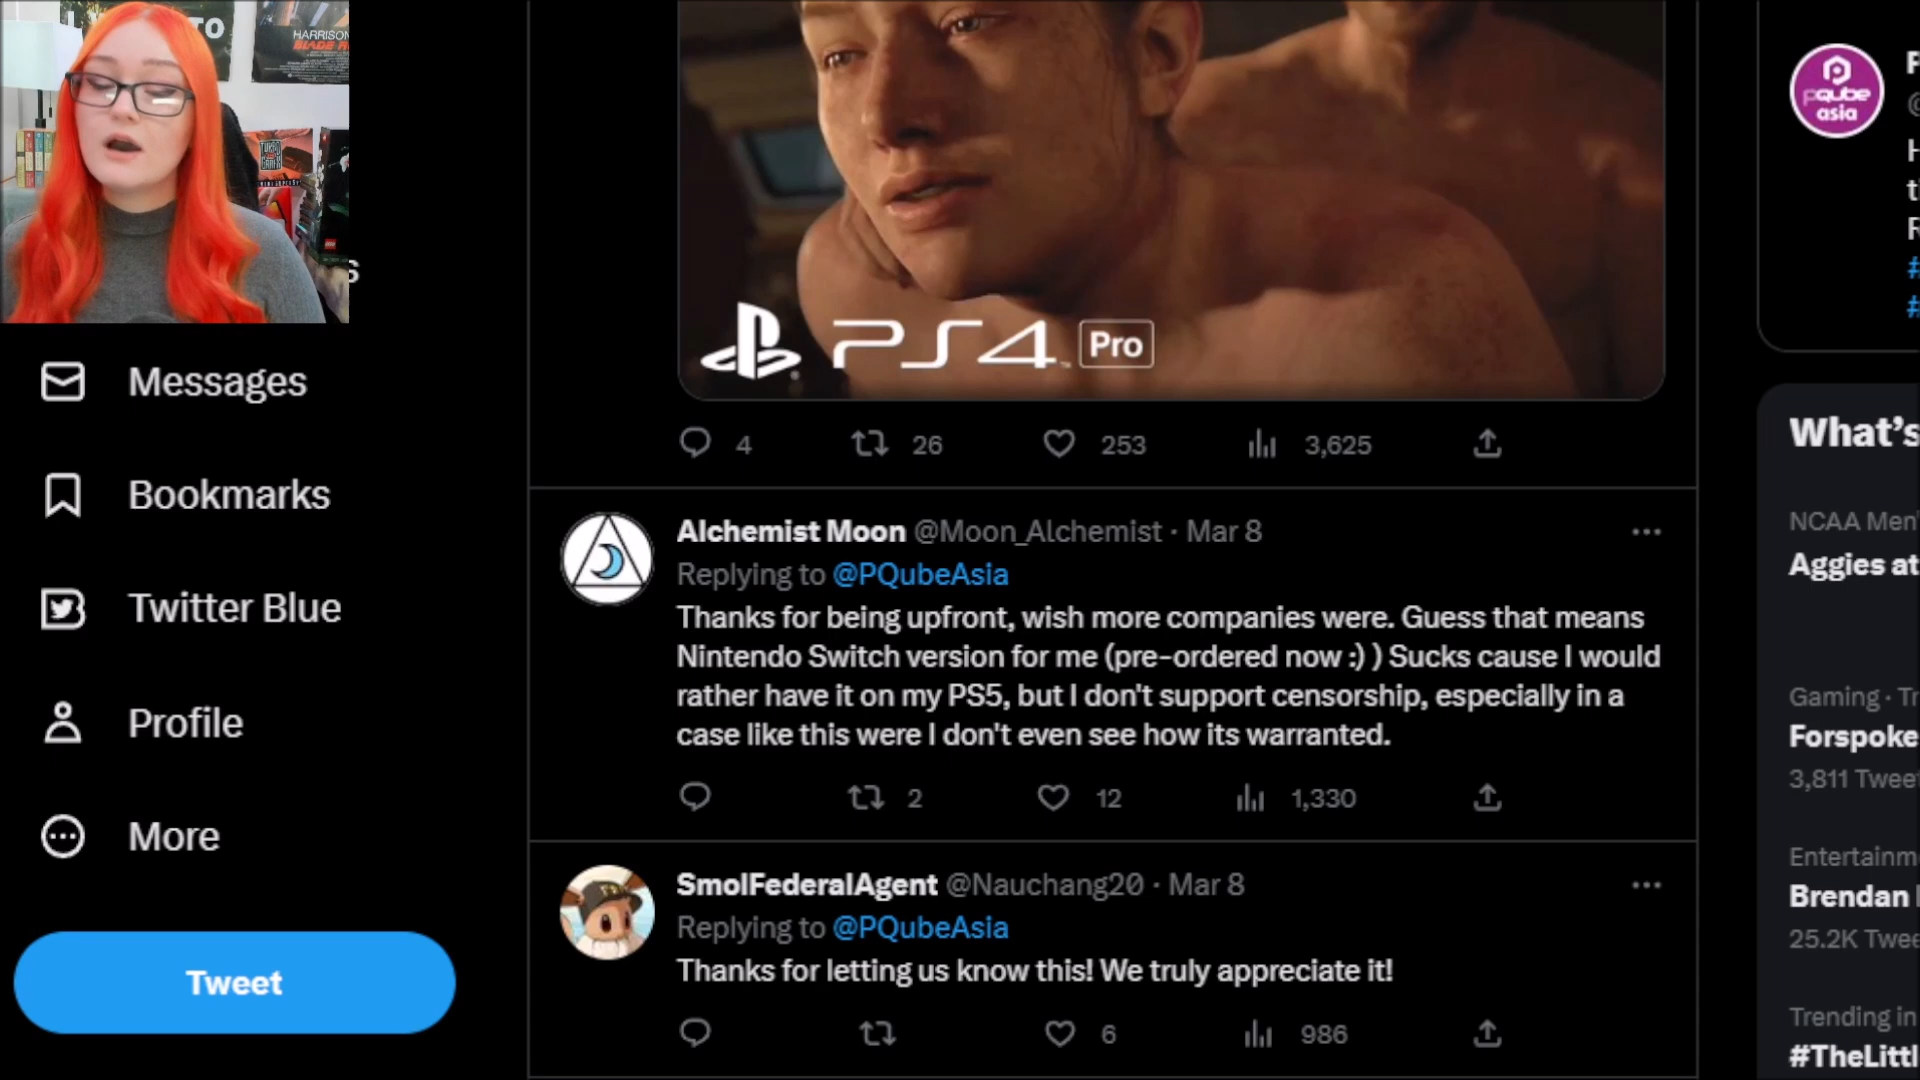 TO
HARRISON
BLADE R
TURBO
S
Messages
Bookmarks
Twitter Blue
Profile
More
Tweet
PS4 Pro
4 26 253 3,625
Alchemist Moon @Moon_Alchemist · Mar 8
Replying to @PQubeAsia
Thanks for being upfront, wish more companies were. Guess that means
Nintendo Switch version for me (pre-ordered now :) ) Sucks cause I would
rather have it on my PS5, but I don't support censorship, especially in a
case like this were I don't even see how its warranted.
2 12 1,330
SmolFederalAgent @Nauchang20 · Mar 8
Replying to @PQubeAsia
Thanks for letting us know this! We truly appreciate it!
6 986
pqube
asia
P
@
H
t
R
#
#
What's
NCAA Men'
Aggies at
Gaming · Tr
Forspoke
3,811 Tweet
Entertainm
Brendan
25.2K Twee
Trending in
#TheLittl